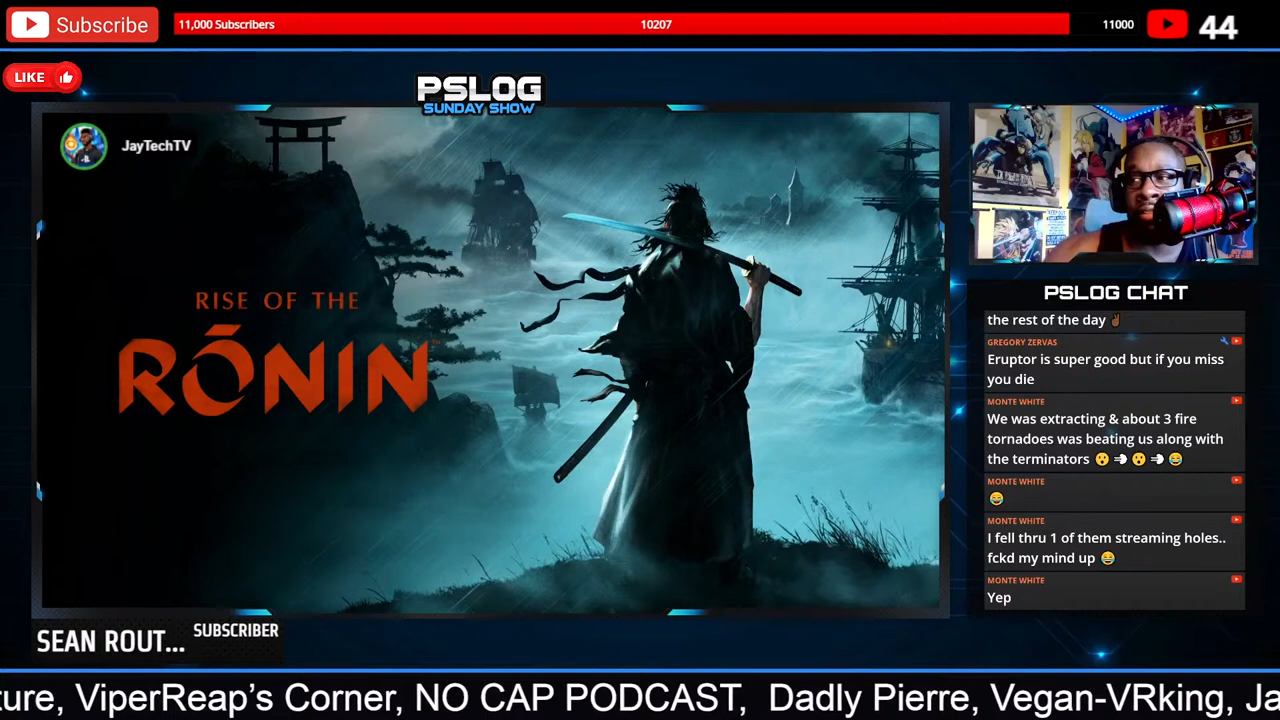 Subscribe
11,000 Subscribers
10207
11000
44
LIKE
PSLOG
SUNDAY SHOW
JayTechTV
RISE OF THE
RŌNIN™
PSLOG CHAT
the rest of the day
GREGORY ZERVAS
Eruptor is super good but if you miss
you die
MONTE WHITE
We was extracting & about 3 fire
tornadoes was beating us along with
the terminators
MONTE WHITE
MONTE WHITE
I fell thru 1 of them streaming holes..
fckd my mind up
MONTE WHITE
Yep
SEAN ROUT...
SUBSCRIBER
ture, ViperReap's Corner, NO CAP PODCAST, Dadly Pierre, Vegan-VRking, Ja